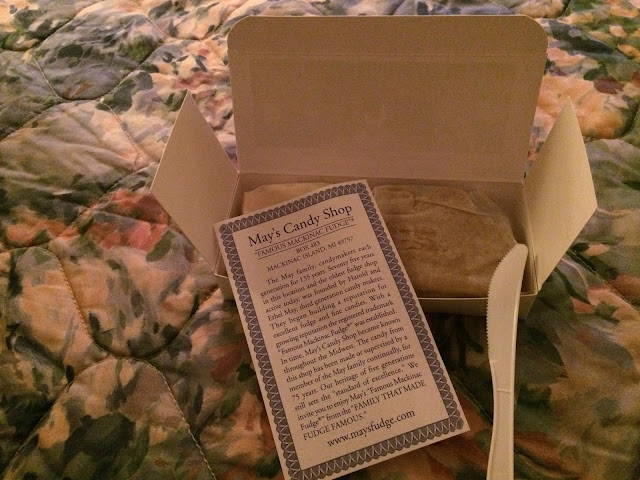 May's Candy Shop
"FAMOUS MACKINAC FUDGE"®
BOX 485
MACKINAC ISLAND, MI 49757
The May family, candymakers each
generation for 135 years. Seventy five years
in this location and the oldest fudge shop
across today, was founded by Harold and
Ethel May, third generation candy makers.
They began building a reputation for
excellent fudge and fine candies. With a
growing reputation the registered tradename
"Famous Mackinac Fudge" was established.
In time, May's Candy Shop became known
throughout the Midwest. The candy from
this shop has been made or supervised by a
member of the May family continually, for
75 years. Our heritage of five generations
still sets the "standard of excellence." We
invite you to enjoy May's "Famous Mackinac
Fudge"® from the "FAMILY THAT MADE
FUDGE FAMOUS."
www.maysfudge.com